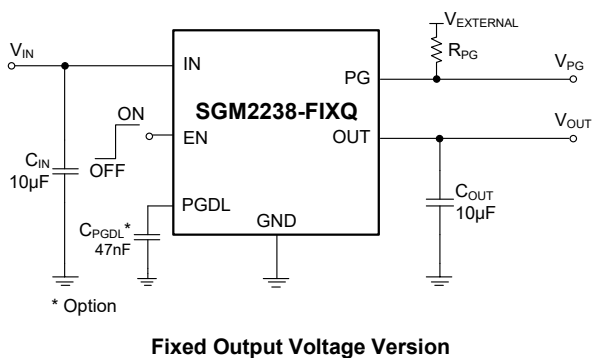 VEXTERNAL
VIN
RPG
IN
VPG
PG
SGM2238-FIXQ
ON
VOUT
OUT
EN
OFF
CIN
10μF
COUT
10μF
PGDL
CPGDL*
47nF
GND
* Option
Fixed Output Voltage Version